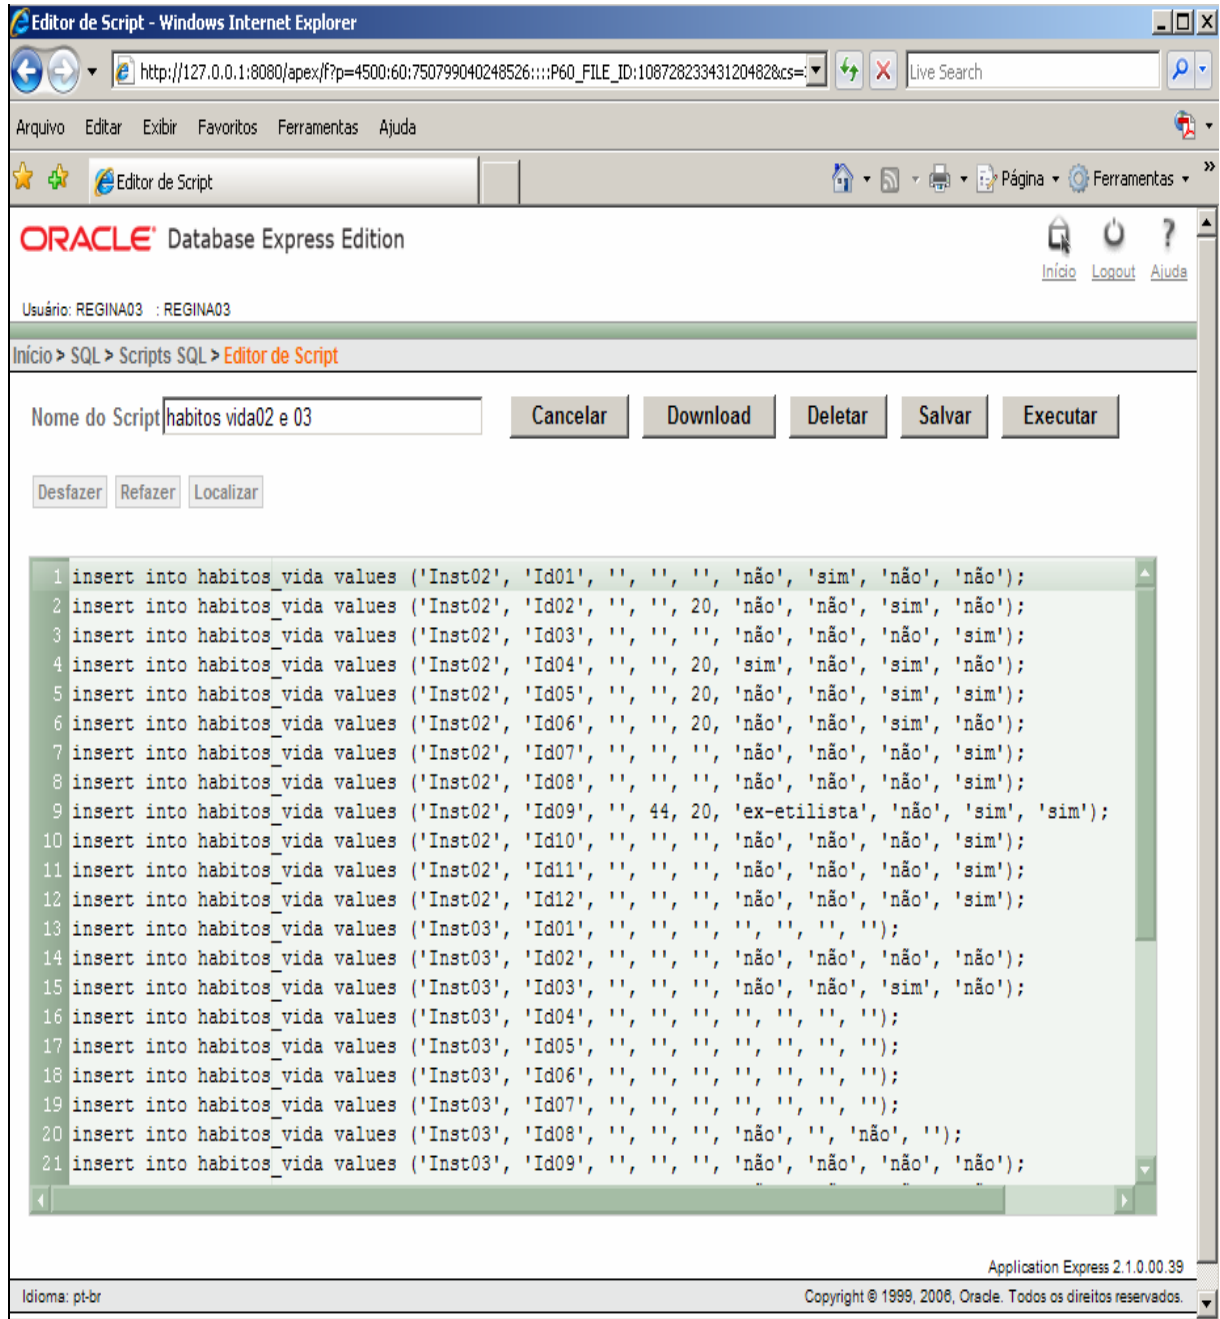 Editor de Script - Windows Internet Explorer
http://127.0.0.1:8080/apex/f?p=4500:60:750799040248526::::P60_FILE_ID:10872823343120482&cs=
Live Search
Arquivo Editar Exibir Favoritos Ferramentas Ajuda
Editor de Script
Página Ferramentas »
ORACLE® Database Express Edition
Início Logout Ajuda
Usuário: REGINA03 : REGINA03
Início > SQL > Scripts SQL > Editor de Script
Nome do Script habitos vida02 e 03 Cancelar Download Deletar Salvar Executar
Desfazer Refazer Localizar
1 insert into habitos_vida values ('Inst02', 'Id01', '', '', '', 'não', 'sim', 'não', 'não');
2 insert into habitos_vida values ('Inst02', 'Id02', '', '', 20, 'não', 'não', 'sim', 'não');
3 insert into habitos_vida values ('Inst02', 'Id03', '', '', '', 'não', 'não', 'não', 'sim');
4 insert into habitos_vida values ('Inst02', 'Id04', '', '', 20, 'sim', 'não', 'sim', 'não');
5 insert into habitos_vida values ('Inst02', 'Id05', '', '', 20, 'não', 'não', 'sim', 'sim');
6 insert into habitos_vida values ('Inst02', 'Id06', '', '', 20, 'não', 'não', 'sim', 'não');
7 insert into habitos_vida values ('Inst02', 'Id07', '', '', '', 'não', 'não', 'não', 'sim');
8 insert into habitos_vida values ('Inst02', 'Id08', '', '', '', 'não', 'não', 'não', 'sim');
9 insert into habitos_vida values ('Inst02', 'Id09', '', 44, 20, 'ex-etilista', 'não', 'sim', 'sim');
10 insert into habitos_vida values ('Inst02', 'Id10', '', '', '', 'não', 'não', 'não', 'sim');
11 insert into habitos_vida values ('Inst02', 'Id11', '', '', '', 'não', 'não', 'não', 'sim');
12 insert into habitos_vida values ('Inst02', 'Id12', '', '', '', 'não', 'não', 'não', 'sim');
13 insert into habitos_vida values ('Inst03', 'Id01', '', '', '', '', '', '', '');
14 insert into habitos_vida values ('Inst03', 'Id02', '', '', '', 'não', 'não', 'não', 'não');
15 insert into habitos_vida values ('Inst03', 'Id03', '', '', '', 'não', 'não', 'sim', 'não');
16 insert into habitos_vida values ('Inst03', 'Id04', '', '', '', '', '', '', '');
17 insert into habitos_vida values ('Inst03', 'Id05', '', '', '', '', '', '', '');
18 insert into habitos_vida values ('Inst03', 'Id06', '', '', '', '', '', '', '');
19 insert into habitos_vida values ('Inst03', 'Id07', '', '', '', '', '', '', '');
20 insert into habitos_vida values ('Inst03', 'Id08', '', '', '', 'não', '', 'não', '');
21 insert into habitos_vida values ('Inst03', 'Id09', '', '', '', 'não', 'não', 'não', 'não');
Application Express 2.1.0.00.39
Idioma: pt-br Copyright © 1999, 2006, Oracle. Todos os direitos reservados.